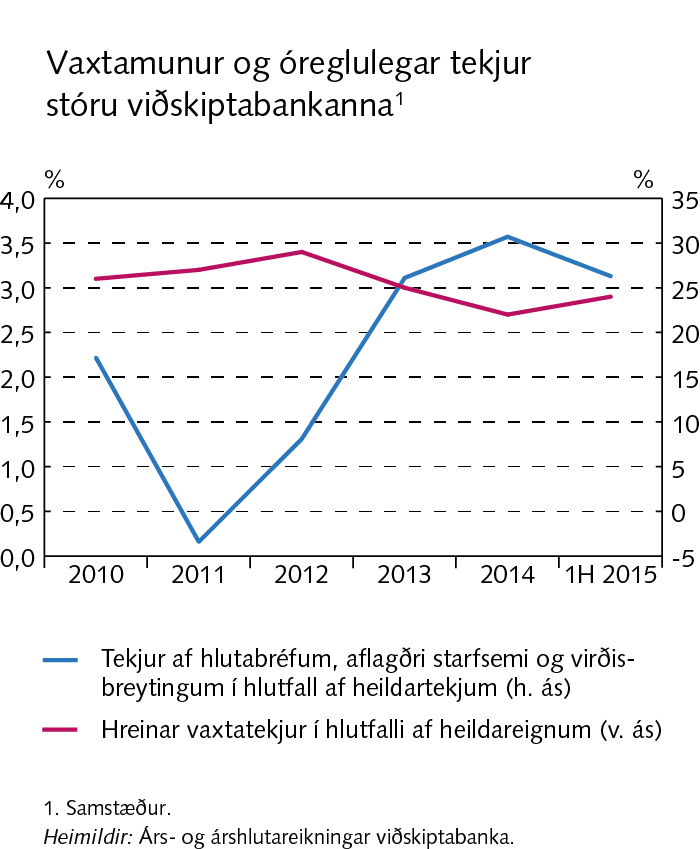 Vaxtamunur og óreglulegar tekjur
stóru viðskiptabankanna¹
% %
4,0 35
3,5 30
3,0 25
2,5 20
2,0 15
1,5 10
1,0 5
0,5 0
0,0 -5
2010 2011 2012 2013 2014 1H 2015
Tekjur af hlutabréfum, aflagðri starfsemi og virðis-
breytingum í hlutfall af heildartekjum (h. ás)
Hreinar vaxtatekjur í hlutfalli af heildareignum (v. ás)
1. Samstæður.
Heimildir: Árs- og árshlutareikningar viðskiptabanka.